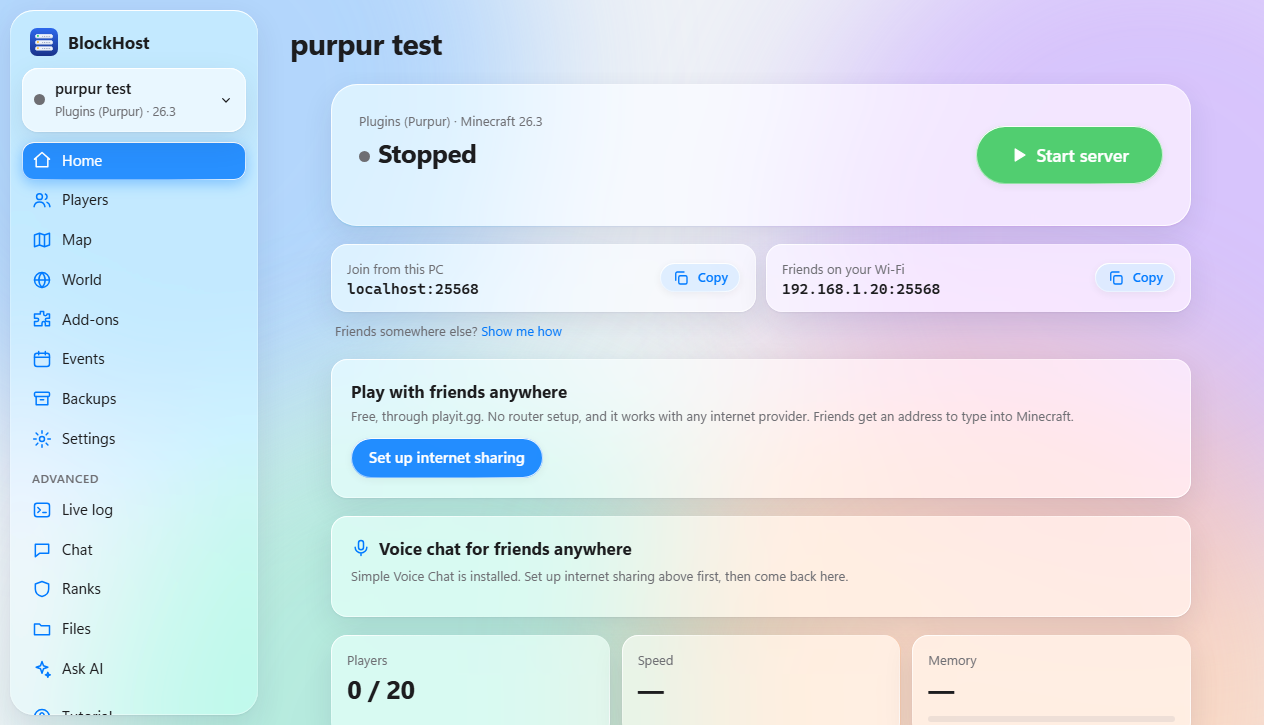 BlockHost
purpur test
Plugins (Purpur) · 26.3
Home
Players
Map
World
Add-ons
Events
Backups
Settings
ADVANCED
Live log
Chat
Ranks
Files
Ask AI
Tutorial
purpur test
Plugins (Purpur) · Minecraft 26.3
Stopped
Start server
Join from this PC
localhost:25568
Copy
Friends on your Wi-Fi
192.168.1.20:25568
Copy
Friends somewhere else? Show me how
Play with friends anywhere
Free, through playit.gg. No router setup, and it works with any internet provider. Friends get an address to type into Minecraft.
Set up internet sharing
Voice chat for friends anywhere
Simple Voice Chat is installed. Set up internet sharing above first, then come back here.
Players
0 / 20
Speed
—
Memory
—